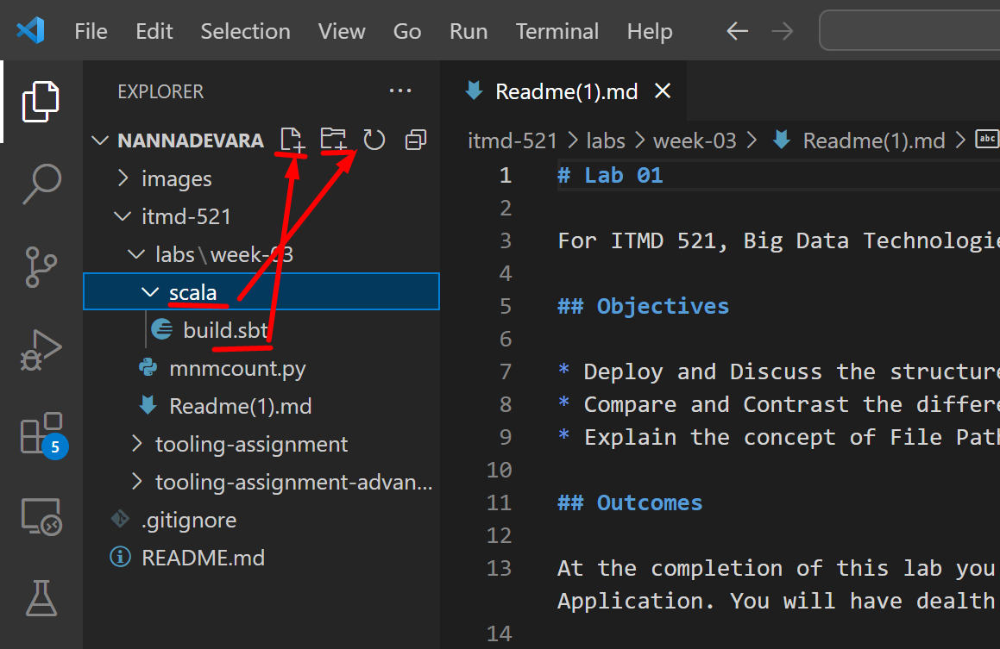 File Edit Selection View Go Run Terminal Help
EXPLORER
NANNADEVARA
images
itmd-521
labs\week-03
scala
build.sbt
mnmcount.py
Readme(1).md
tooling-assignment
tooling-assignment-advan...
.gitignore
README.md
5
Readme(1).md
itmd-521 > labs > week-03 > Readme(1).md > abc
1 # Lab 01
2
3 For ITMD 521, Big Data Technologie
4
5 ## Objectives
6
7 * Deploy and Discuss the structure
8 * Compare and Contrast the differe
9 * Explain the concept of File Path
10
11 ## Outcomes
12
13 At the completion of this lab you
Application. You will have dealth
14